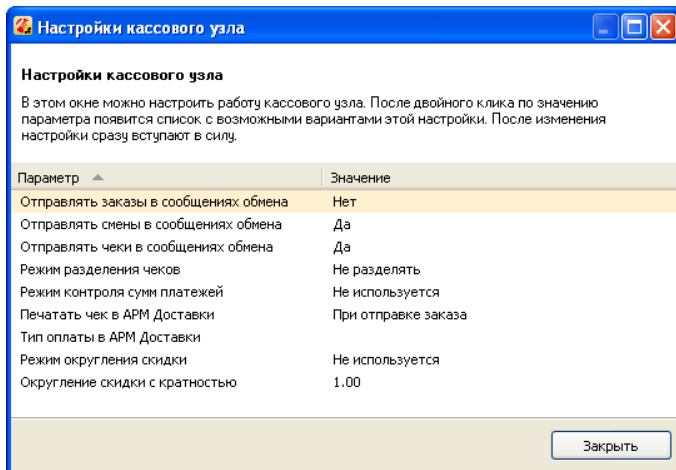 Настройки кассового узла
Настройки кассового узла
В этом окне можно настроить работу кассового узла. После двойного клика по значению
параметра появится список с возможными вариантами этой настройки. После изменения
настройки сразу вступают в силу.
Параметр Значение
Отправлять заказы в сообщениях обмена Нет
Отправлять смены в сообщениях обмена Да
Отправлять чеки в сообщениях обмена Да
Режим разделения чеков Не разделять
Режим контроля сумм платежей Не используется
Печатать чек в АРМ Доставки При отправке заказа
Тип оплаты в АРМ Доставки
Режим округления скидки Не используется
Округление скидки с кратностью 1.00
Закрыть